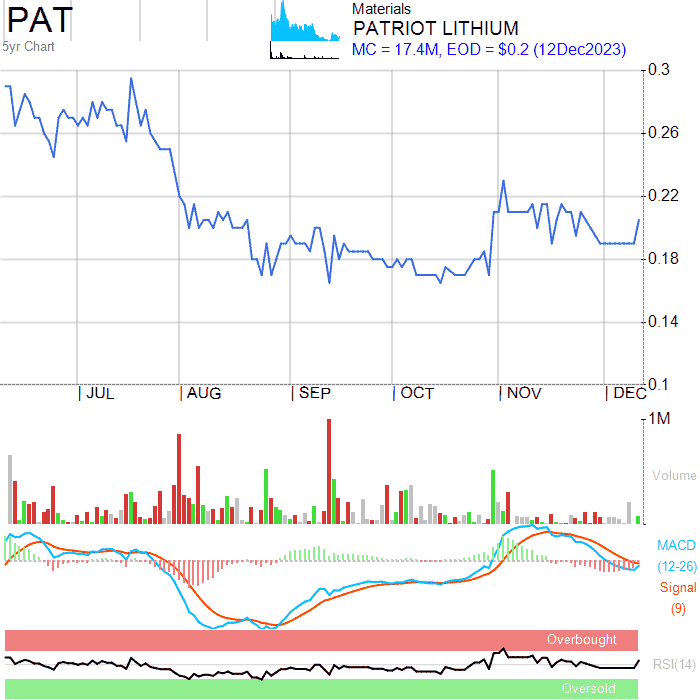 PAT
5yr Chart
Materials
PATRIOT LITHIUM
MC = 17.4M, EOD = $0.2 (12Dec2023)
0.3
0.26
0.22
0.18
0.14
0.1
| JUL | AUG | SEP | OCT | NOV | DEC
1M
Volume
MACD
(12-26)
Signal
(9)
Overbought
RSI(14)
Oversold